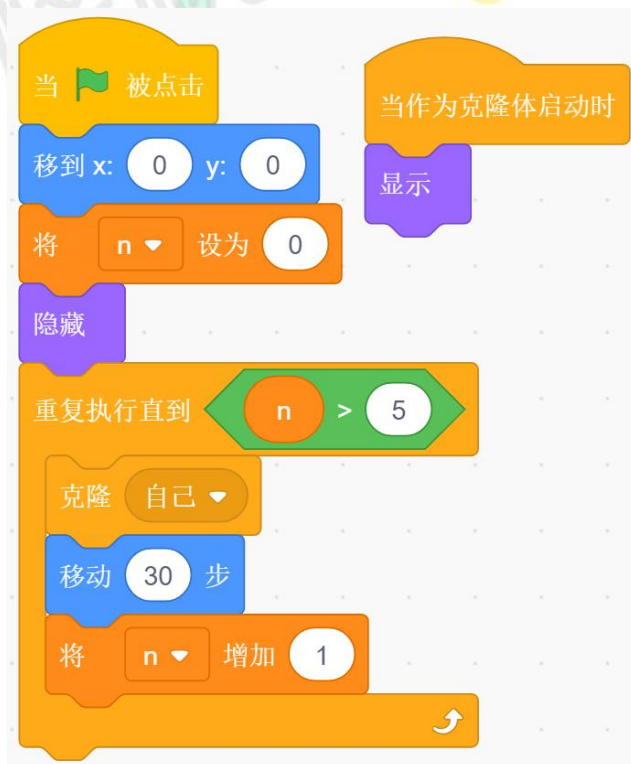 当 被点击
移到 x: 0 y: 0
将 n 设为 0
隐藏
重复执行直到 n > 5
克隆 自己
移动 30 步
将 n 增加 1
当作为克隆体启动时
显示